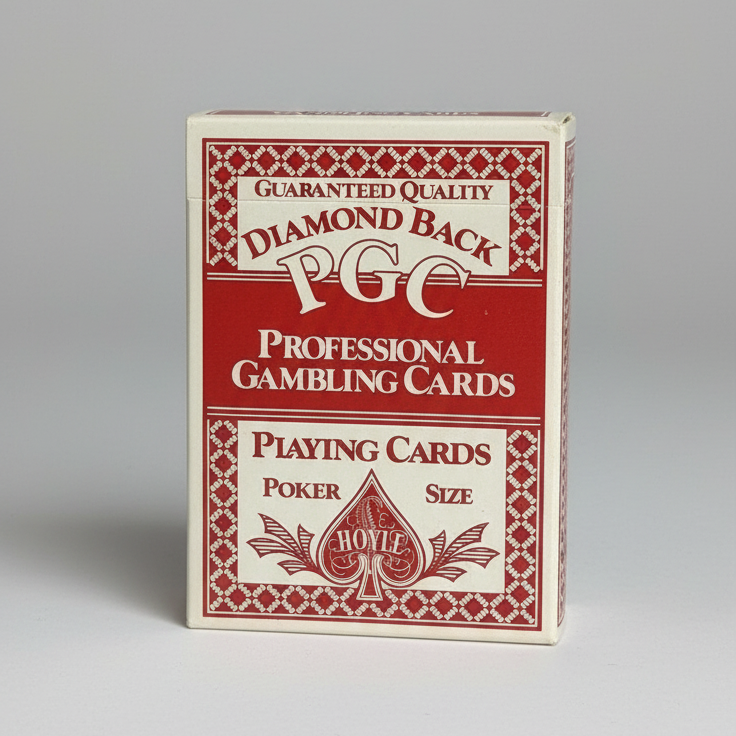 GUARANTEED QUALITY
DIAMOND BACK
PGC
PROFESSIONAL
GAMBLING CARDS
PLAYING CARDS
POKER SIZE
HOYLE